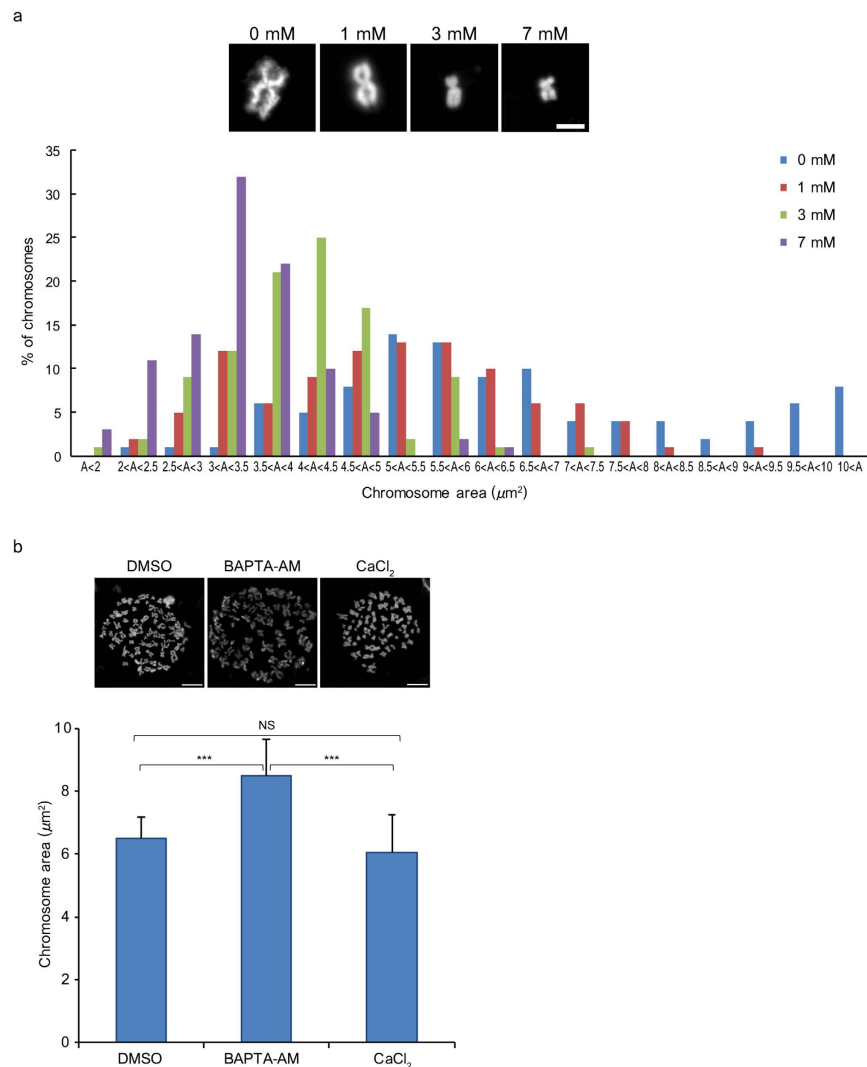 a
0 mM 1 mM 3 mM 7 mM
35
30
25
20
15
10
5
0
% of chromosomes
0 mM
1 mM
3 mM
7 mM
A<2 2<A<2.5 2.5<A<3 3<A<3.5 3.5<A<4 4<A<4.5 4.5<A<5 5<A<5.5 5.5<A<6 6<A<6.5 6.5<A<7 7<A<7.5 7.5<A<8 8<A<8.5 8.5<A<9 9<A<9.5 9.5<A<10 10<A
Chromosome area (μm²)
b
DMSO BAPTA-AM CaCl₂
10
8
6
4
2
0
Chromosome area (μm²)
NS
*** ***
DMSO BAPTA-AM CaCl₂